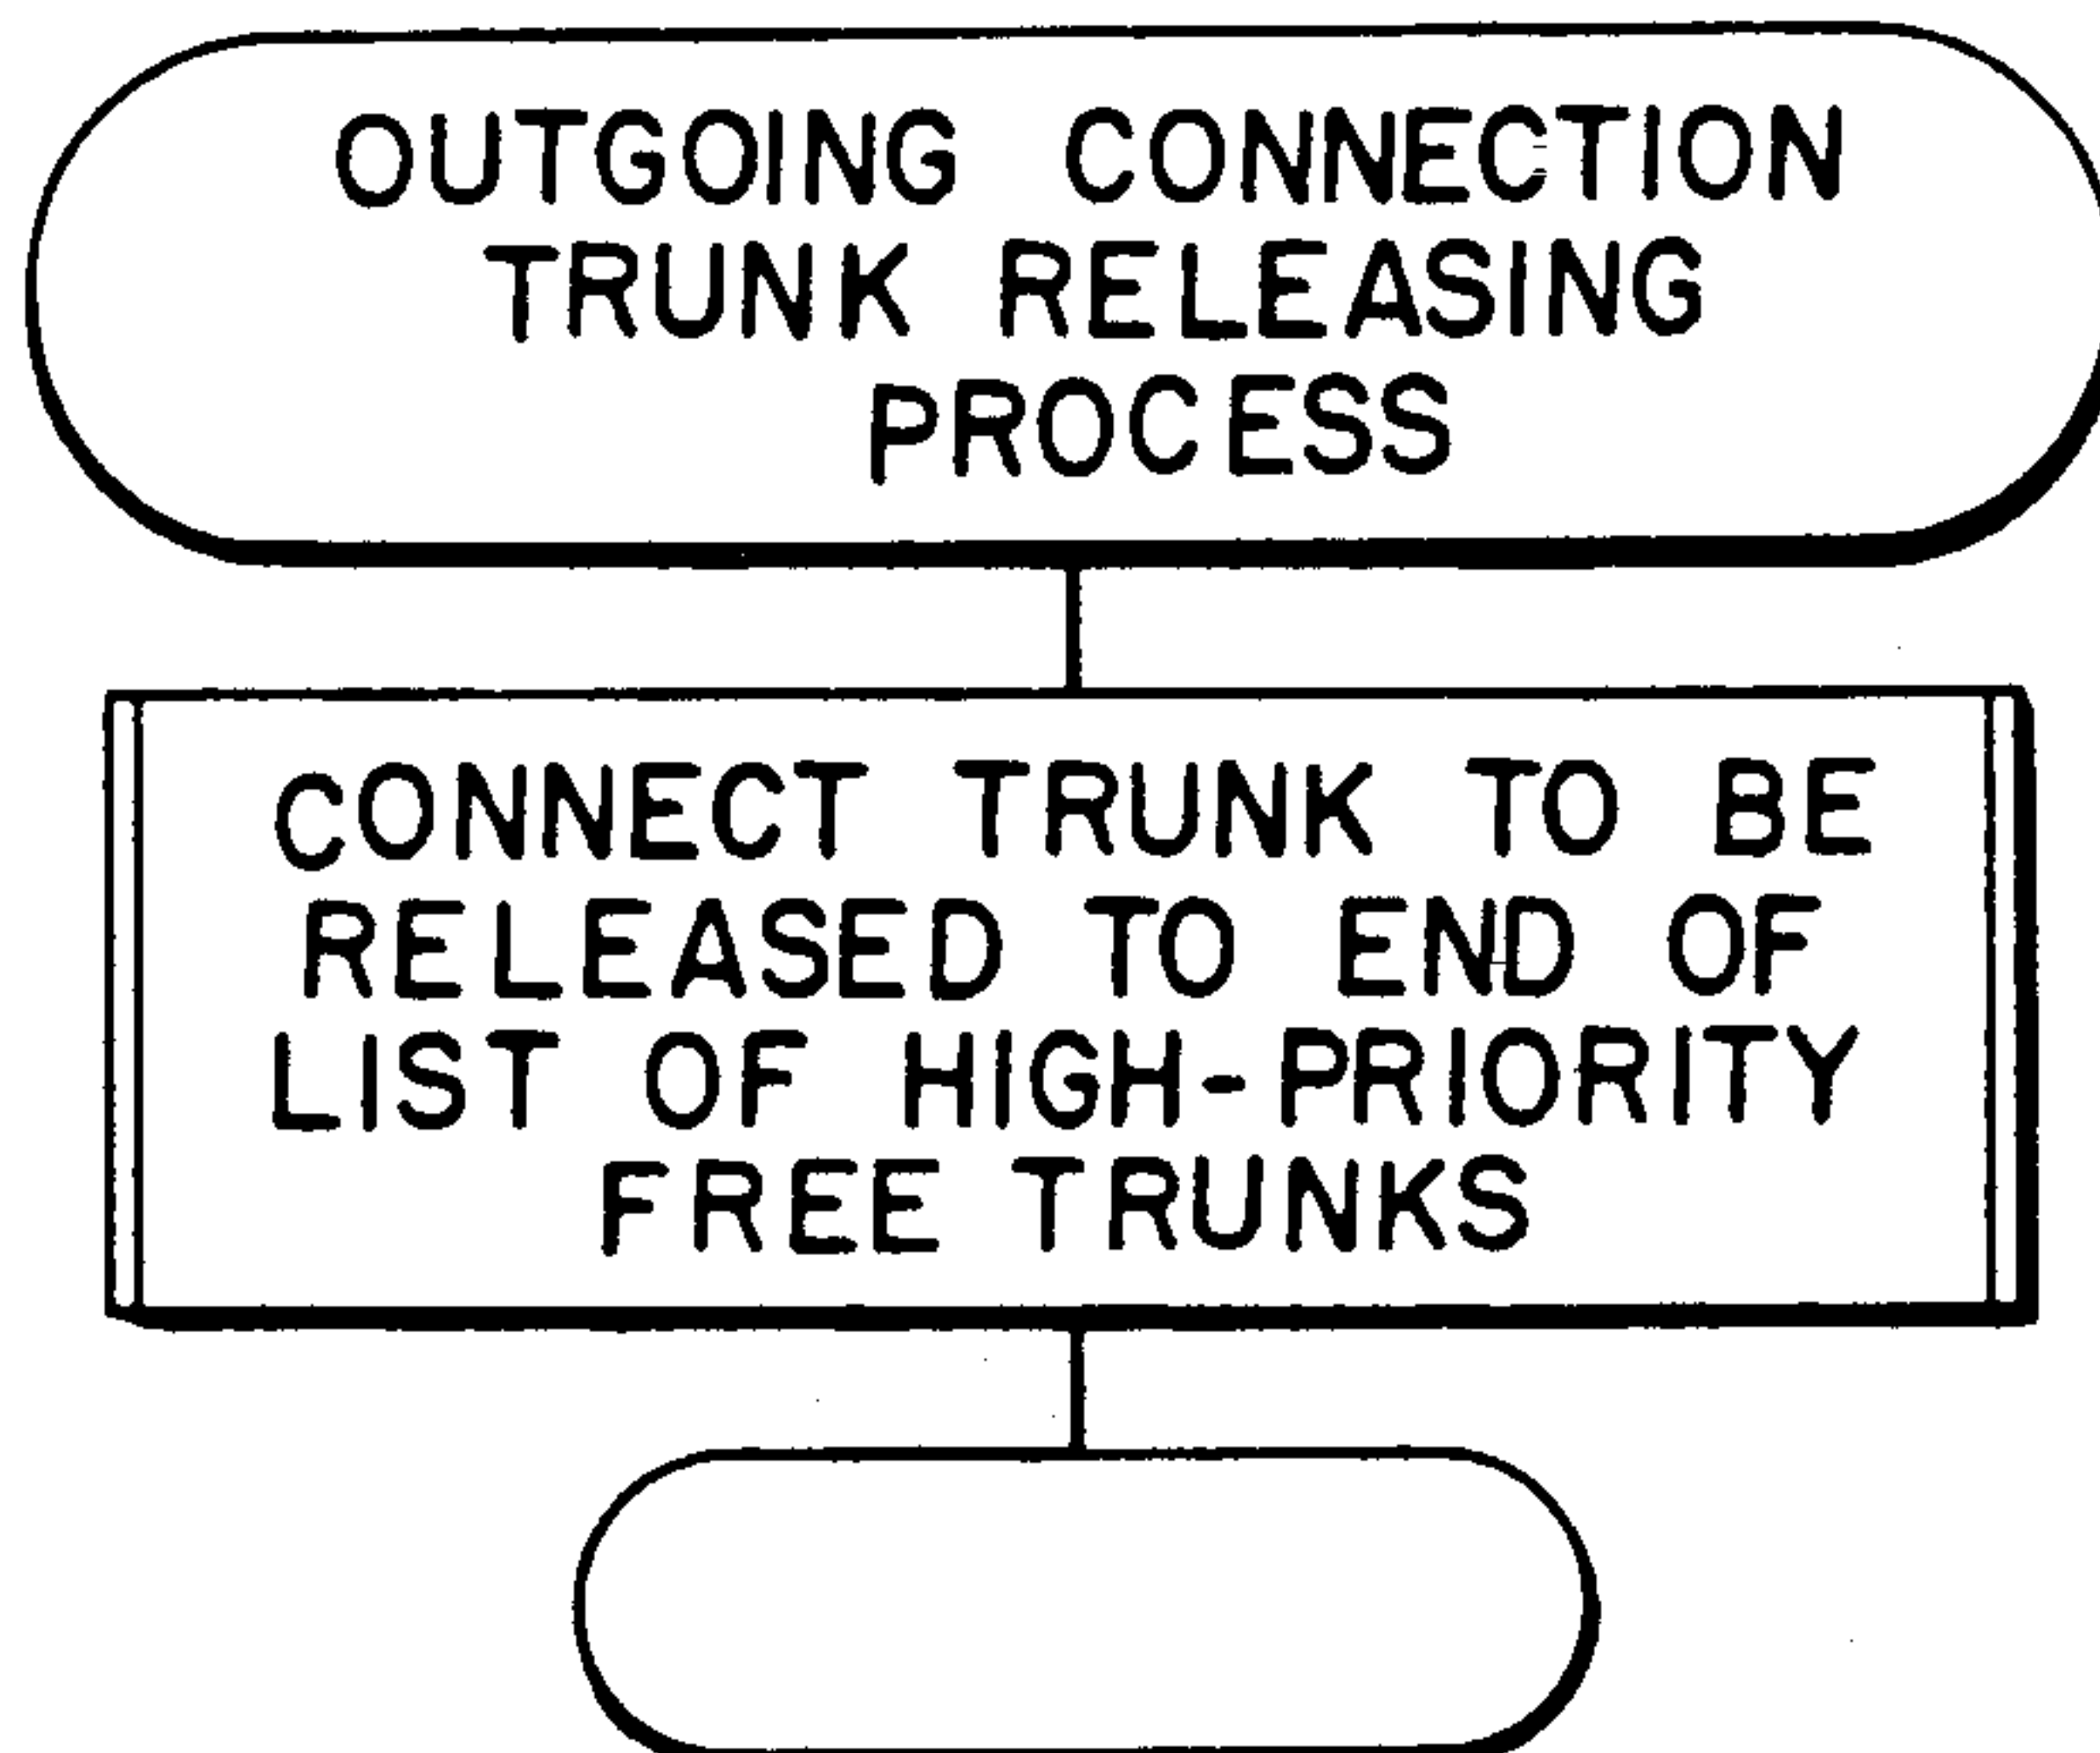 OUTGOING CONNECTION
TRUNK RELEASING
PROCESS
CONNECT TRUNK TO BE
RELEASED TO END OF
LIST OF HIGH-PRIORITY
FREE TRUNKS